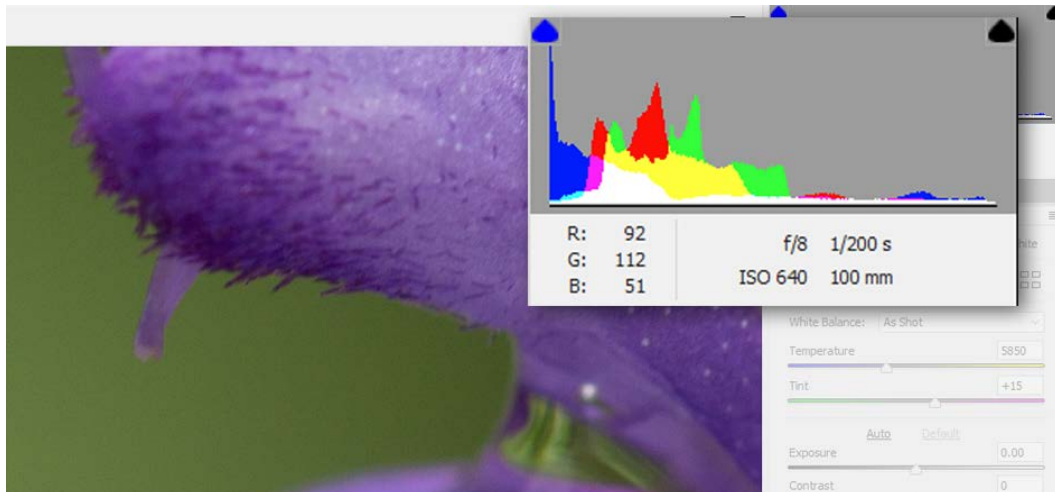 R: 92
G: 112
B: 51
f/8 1/200 s
ISO 640 100 mm
White Balance: As Shot
Temperature 5850
Tint +15
Auto Default
Exposure 0.00
Contrast 0